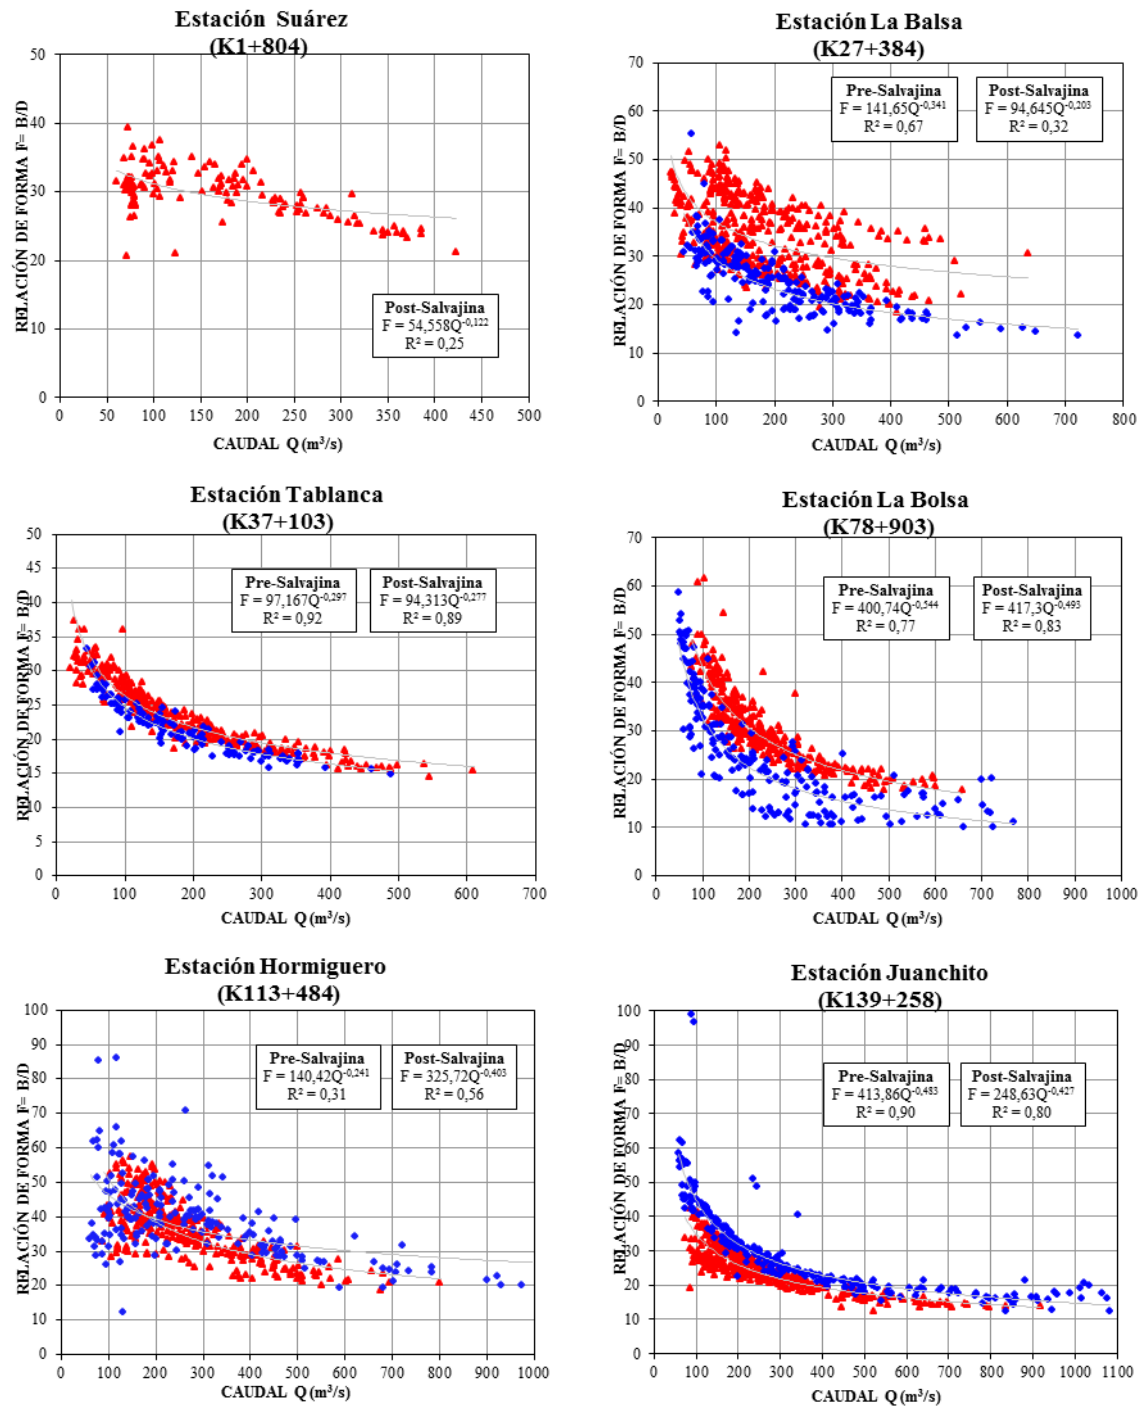 Estación Suárez
(K1+804)
RELACIÓN DE FORMA F= B/D
50
40
30
20
10
0
Post-Salvajina
F = 54,558Q-0,122
R² = 0,25
0 50 100 150 200 250 300 350 400 450 500
CAUDAL Q (m³/s)
Estación La Balsa
(K27+384)
RELACIÓN DE FORMA F= B/D
70
60
50
40
30
20
10
0
Pre-Salvajina
F = 141,65Q-0,341
R² = 0,67
Post-Salvajina
F = 94,645Q-0,203
R² = 0,32
0 100 200 300 400 500 600 700 800
CAUDAL Q (m³/s)
Estación Tablanca
(K37+103)
RELACIÓN DE FORMA F= B/D
50
45
40
35
30
25
20
15
10
5
0
Pre-Salvajina
F = 97,167Q-0,297
R² = 0,92
Post-Salvajina
F = 94,313Q-0,277
R² = 0,89
0 100 200 300 400 500 600 700
CAUDAL Q (m³/s)
Estación La Bolsa
(K78+903)
RELACIÓN DE FORMA F= B/D
70
60
50
40
30
20
10
0
Pre-Salvajina
F = 400,74Q-0,544
R² = 0,77
Post-Salvajina
F = 417,3Q-0,493
R² = 0,83
0 100 200 300 400 500 600 700 800 900 1000
CAUDAL Q (m³/s)
Estación Hormiguero
(K113+484)
RELACIÓN DE FORMA F= B/D
100
90
80
70
60
50
40
30
20
10
0
Pre-Salvajina
F = 140,42Q-0,241
R² = 0,31
Post-Salvajina
F = 325,72Q-0,403
R² = 0,56
0 100 200 300 400 500 600 700 800 900 1000
CAUDAL Q (m³/s)
Estación Juanchito
(K139+258)
RELACIÓN DE FORMA F= B/D
100
90
80
70
60
50
40
30
20
10
0
Pre-Salvajina
F = 413,86Q-0,483
R² = 0,90
Post-Salvajina
F = 248,63Q-0,427
R² = 0,80
0 100 200 300 400 500 600 700 800 900 1000 1100
CAUDAL Q (m³/s)